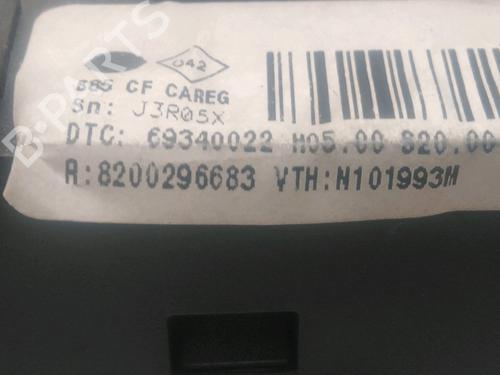 042
B85 CF CAREG
Sn: J3R05X
DTC: 69340022 H05.00 S20.00
R:8200296683 VTH:N101993M
B-PARTS